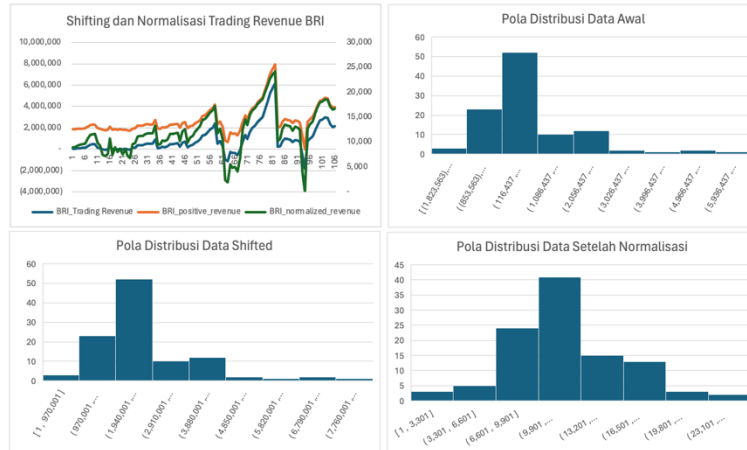 Shifting dan Normalisasi Trading Revenue BRI
10,000,000
8,000,000
6,000,000
4,000,000
2,000,000
-
(2,000,000)
(4,000,000)
30,000
25,000
20,000
15,000
10,000
5,000
-
1 6 11 16 21 26 31 36 41 46 51 56 61 66 71 76 81 86 91 96 101 106
BRI_Trading Revenue BRI_positive_revenue BRI_normalized_revenue
Pola Distribusi Data Awal
60
50
40
30
20
10
0
[ (1,823,563),…
((853,563),…
( 116,437 ,…
( 1,086,437 ,…
( 2,056,437 ,…
( 3,026,437 ,…
( 3,996,437 ,…
( 4,966,437 ,…
( 5,936,437 ,…
Pola Distribusi Data Shifted
60
50
40
30
20
10
0
[ 1 , 970,001 ]
( 970,001 ,…
( 1,940,001 ,…
( 2,910,001 ,…
( 3,880,001 ,…
( 4,850,001 ,…
( 5,820,001 ,…
( 6,790,001 ,…
( 7,760,001 ,…
Pola Distribusi Data Setelah Normalisasi
45
40
35
30
25
20
15
10
5
0
[ 1 , 3,301 ]
( 3,301 , 6,601 ]
( 6,601 , 9,901 ]
( 9,901 ,…
( 13,201 ,…
( 16,501 ,…
( 19,801 ,…
( 23,101 ,…